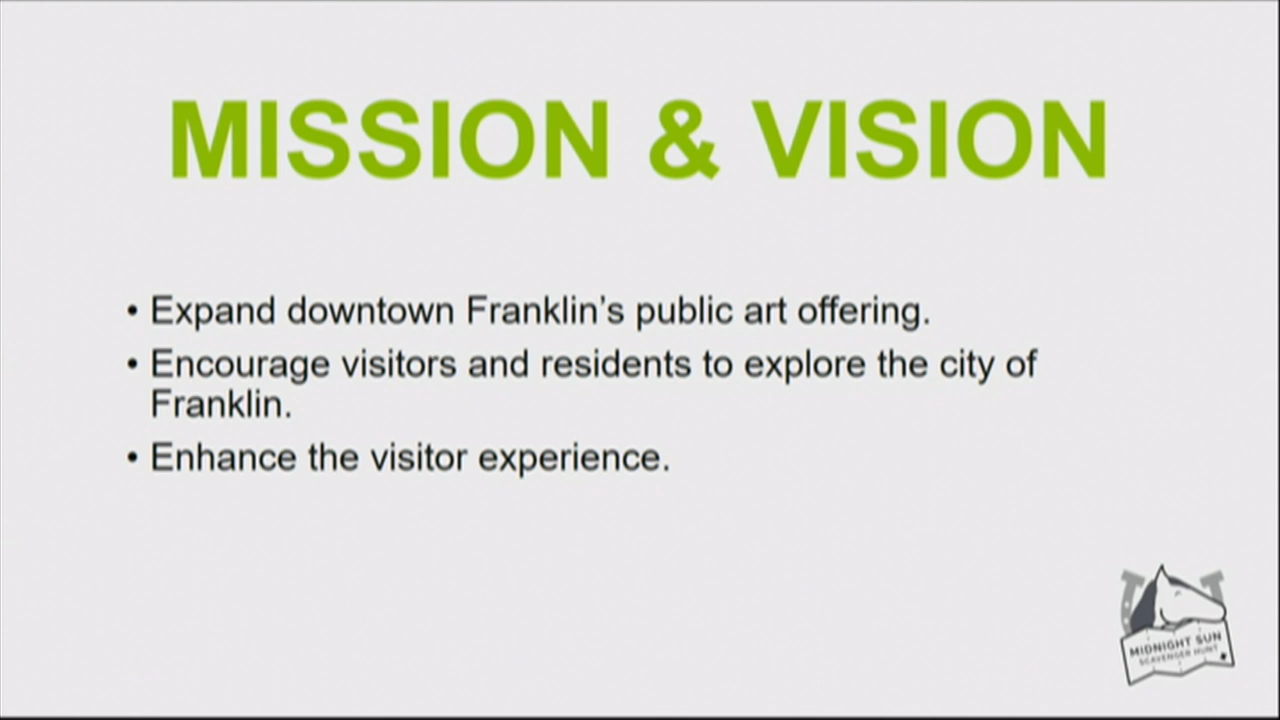 MISSION & VISION
• Expand downtown Franklin’s public art offering.
• Encourage visitors and residents to explore the city of
Franklin.
• Enhance the visitor experience.
MIDNIGHT SUN
SCAVENGER HUNT